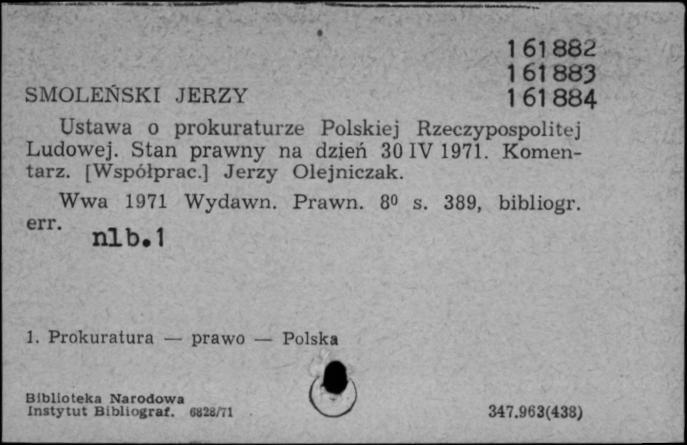 161882
161883
SMOLEŃSKI JERZY 161884
Ustawa o prokuraturze Polskiej Rzeczypospolitej
Ludowej. Stan prawny na dzień 30 IV 1971. Komen-
tarz. [Współprac.] Jerzy Olejniczak.
Wwa 1971 Wydawn. Prawn. 8⁰ s. 389, bibliogr.
err. nlb.1
1. Prokuratura — prawo — Polska
Biblioteka Narodowa
Instytut Bibliograf. 6828/71 347.963(438)